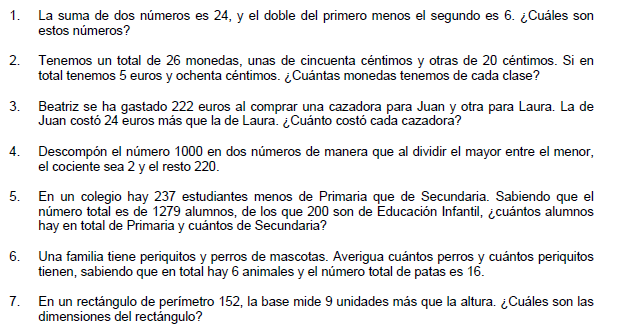 1. La suma de dos números es 24, y el doble del primero menos el segundo es 6. ¿Cuáles son
estos números?
2. Tenemos un total de 26 monedas, unas de cincuenta céntimos y otras de 20 céntimos. Si en
total tenemos 5 euros y ochenta céntimos. ¿Cuántas monedas tenemos de cada clase?
3. Beatriz se ha gastado 222 euros al comprar una cazadora para Juan y otra para Laura. La de
Juan costó 24 euros más que la de Laura. ¿Cuánto costó cada cazadora?
4. Descompón el número 1000 en dos números de manera que al dividir el mayor entre el menor,
el cociente sea 2 y el resto 220.
5. En un colegio hay 237 estudiantes menos de Primaria que de Secundaria. Sabiendo que el
número total es de 1279 alumnos, de los que 200 son de Educación Infantil, ¿cuántos alumnos
hay en total de Primaria y cuántos de Secundaria?
6. Una familia tiene periquitos y perros de mascotas. Averigua cuántos perros y cuántos periquitos
tienen, sabiendo que en total hay 6 animales y el número total de patas es 16.
7. En un rectángulo de perímetro 152, la base mide 9 unidades más que la altura. ¿Cuáles son las
dimensiones del rectángulo?